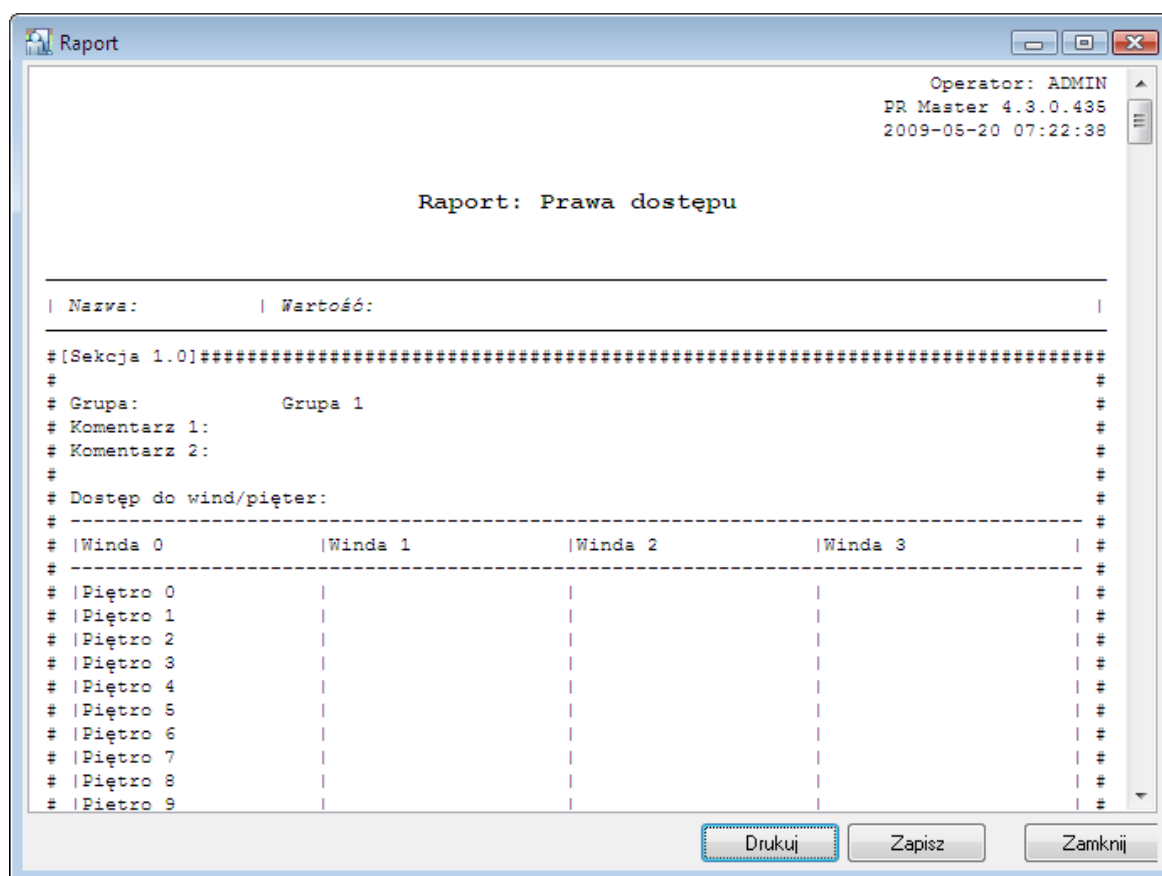 Raport
Operator: ADMIN
PR Master 4.3.0.435
2009-05-20 07:22:38
Raport: Prawa dostępu
| Nazwa: | Wartość: |
#[Sekcja 1.0]#############################################################################
# #
# Grupa: Grupa 1 #
# Komentarz 1: #
# Komentarz 2: #
# #
# Dostęp do wind/pięter: #
# -------------------------------------------------------------------------------------- #
# |Winda 0 |Winda 1 |Winda 2 |Winda 3 | #
# -------------------------------------------------------------------------------------- #
# |Piętro 0 | | | | #
# |Piętro 1 | | | | #
# |Piętro 2 | | | | #
# |Piętro 3 | | | | #
# |Piętro 4 | | | | #
# |Piętro 5 | | | | #
# |Piętro 6 | | | | #
# |Piętro 7 | | | | #
# |Piętro 8 | | | | #
# |Piętro 9 | | | | #
Drukuj Zapisz Zamknij